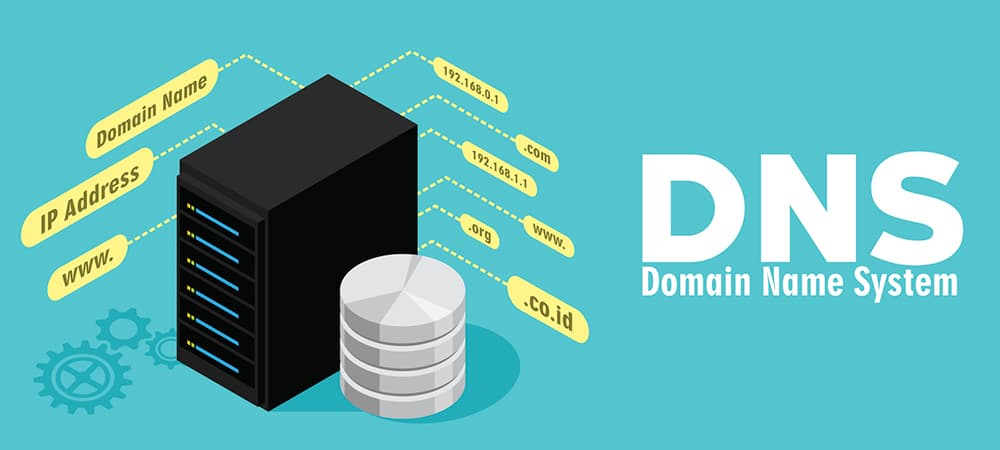 Domain Name
IP Address
www.
192.168.0.1
.com
192.168.1.1
www.
.org
.co.id
DNS
Domain Name System